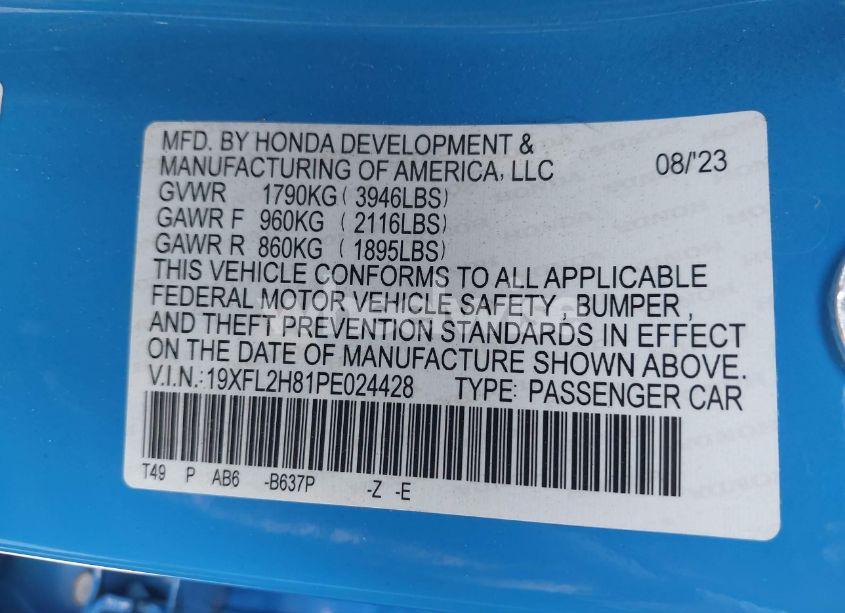 MFD. BY HONDA DEVELOPMENT &
MANUFACTURING OF AMERICA, LLC 08/'23
GVWR 1790KG ( 3946LBS)
GAWR F 960KG ( 2116LBS)
GAWR R 860KG ( 1895LBS)
THIS VEHICLE CONFORMS TO ALL APPLICABLE
FEDERAL MOTOR VEHICLE SAFETY , BUMPER ,
AND THEFT PREVENTION STANDARDS IN EFFECT
ON THE DATE OF MANUFACTURE SHOWN ABOVE.
V.I.N.: 19XFL2H81PE024428 TYPE: PASSENGER CAR
T49 P AB6 -B637P -Z -E